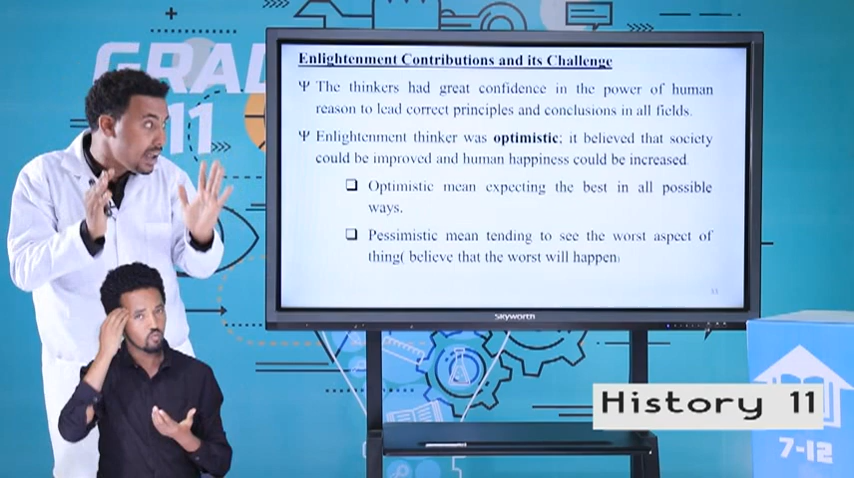 GRAD
11
Enlightenment Contributions and its Challenge
Ψ The thinkers had great confidence in the power of human
reason to lead correct principles and conclusions in all fields.
Ψ Enlightenment thinker was optimistic; it believed that society
could be improved and human happiness could be increased.
❑ Optimistic mean expecting the best in all possible
ways.
❑ Pessimistic mean tending to see the worst aspect of
thing( believe that the worst will happen)
Skyworth
History 11
7-12